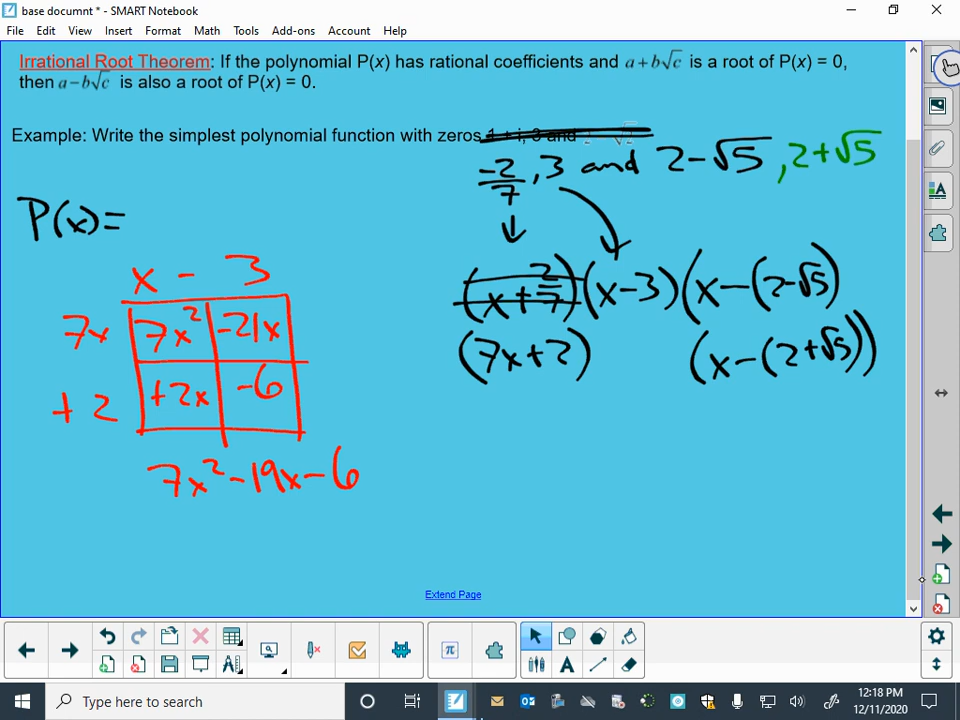 base documnt * - SMART Notebook
File Edit View Insert Format Math Tools Add-ons Account Help
Irrational Root Theorem: If the polynomial P(x) has rational coefficients and a+b√c is a root of P(x) = 0,
then a−b√c is also a root of P(x) = 0.
Example: Write the simplest polynomial function with zeros 1 + i, 3 and
-2/7, 3 and 2-√5, 2+√5
P(x)=
(x+2/7)(x-3)(x-(2-√5)
(7x+2) (x-(2+√5))
x - 3
7x 7x² -21x
+2 +2x -6
7x²-19x-6
Extend Page
Type here to search
12:18 PM
12/11/2020